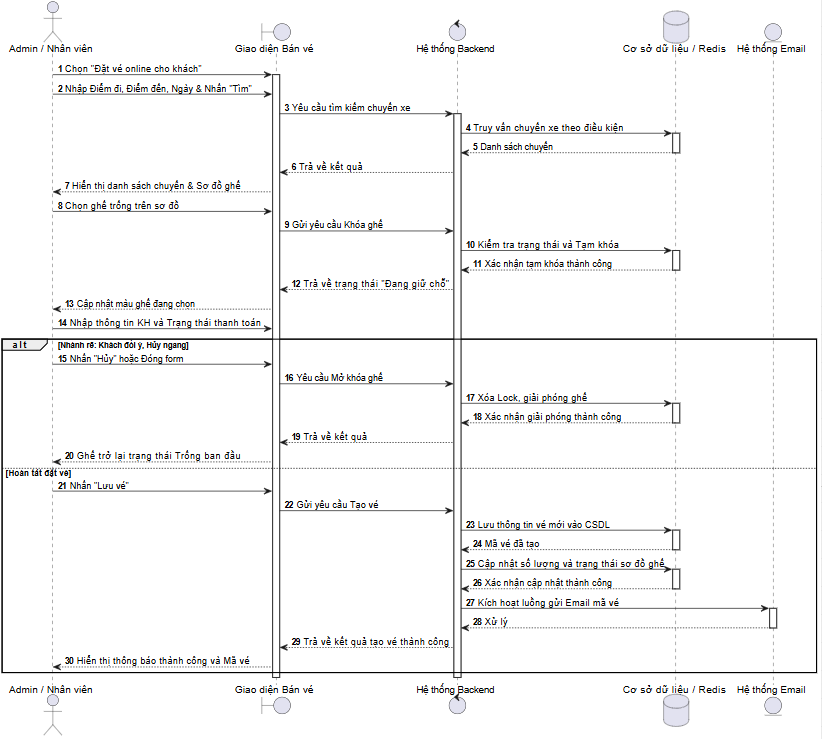 Admin / Nhân viên
Giao diện Bán vé
Hệ thống Backend
Cơ sở dữ liệu / Redis
Hệ thống Email
1 Chọn "Đặt vé online cho khách"
2 Nhập Điểm đi, Điểm đến, Ngày & Nhấn "Tìm"
3 Yêu cầu tìm kiếm chuyến xe
4 Truy vấn chuyến xe theo điều kiện
5 Danh sách chuyến
6 Trả về kết quả
7 Hiển thị danh sách chuyến & Sơ đồ ghế
8 Chọn ghế trống trên sơ đồ
9 Gửi yêu cầu Khóa ghế
10 Kiểm tra trạng thái và Tạm khóa
11 Xác nhận tạm khóa thành công
12 Trả về trạng thái "Đang giữ chỗ"
13 Cập nhật màu ghế đang chọn
14 Nhập thông tin KH và Trạng thái thanh toán
alt
[Nhánh rẽ: Khách đổi ý, Hủy ngang]
15 Nhấn "Hủy" hoặc Đóng form
16 Yêu cầu Mở khóa ghế
17 Xóa Lock, giải phóng ghế
18 Xác nhận giải phóng thành công
19 Trả về kết quả
20 Ghế trở lại trạng thái Trống ban đầu
[Hoàn tất đặt vé]
21 Nhấn "Lưu vé"
22 Gửi yêu cầu Tạo vé
23 Lưu thông tin vé mới vào CSDL
24 Mã vé đã tạo
25 Cập nhật số lượng và trạng thái sơ đồ ghế
26 Xác nhận cập nhật thành công
27 Kích hoạt luồng gửi Email mã vé
28 Xử lý
29 Trả về kết quả tạo vé thành công
30 Hiển thị thông báo thành công và Mã vé
Admin / Nhân viên
Giao diện Bán vé
Hệ thống Backend
Cơ sở dữ liệu / Redis
Hệ thống Email